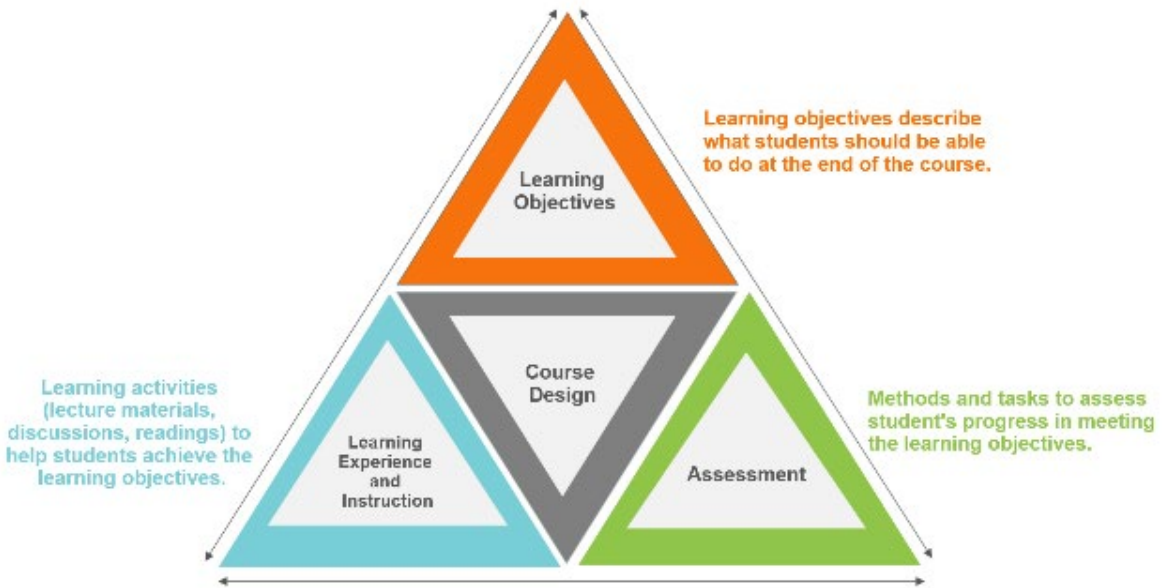 Learning
Objectives
Learning objectives describe
what students should be able
to do at the end of the course.
Course
Design
Learning activities
(lecture materials,
discussions, readings) to
help students achieve the
learning objectives.
Learning
Experience
and
Instruction
Assessment
Methods and tasks to assess
student's progress in meeting
the learning objectives.